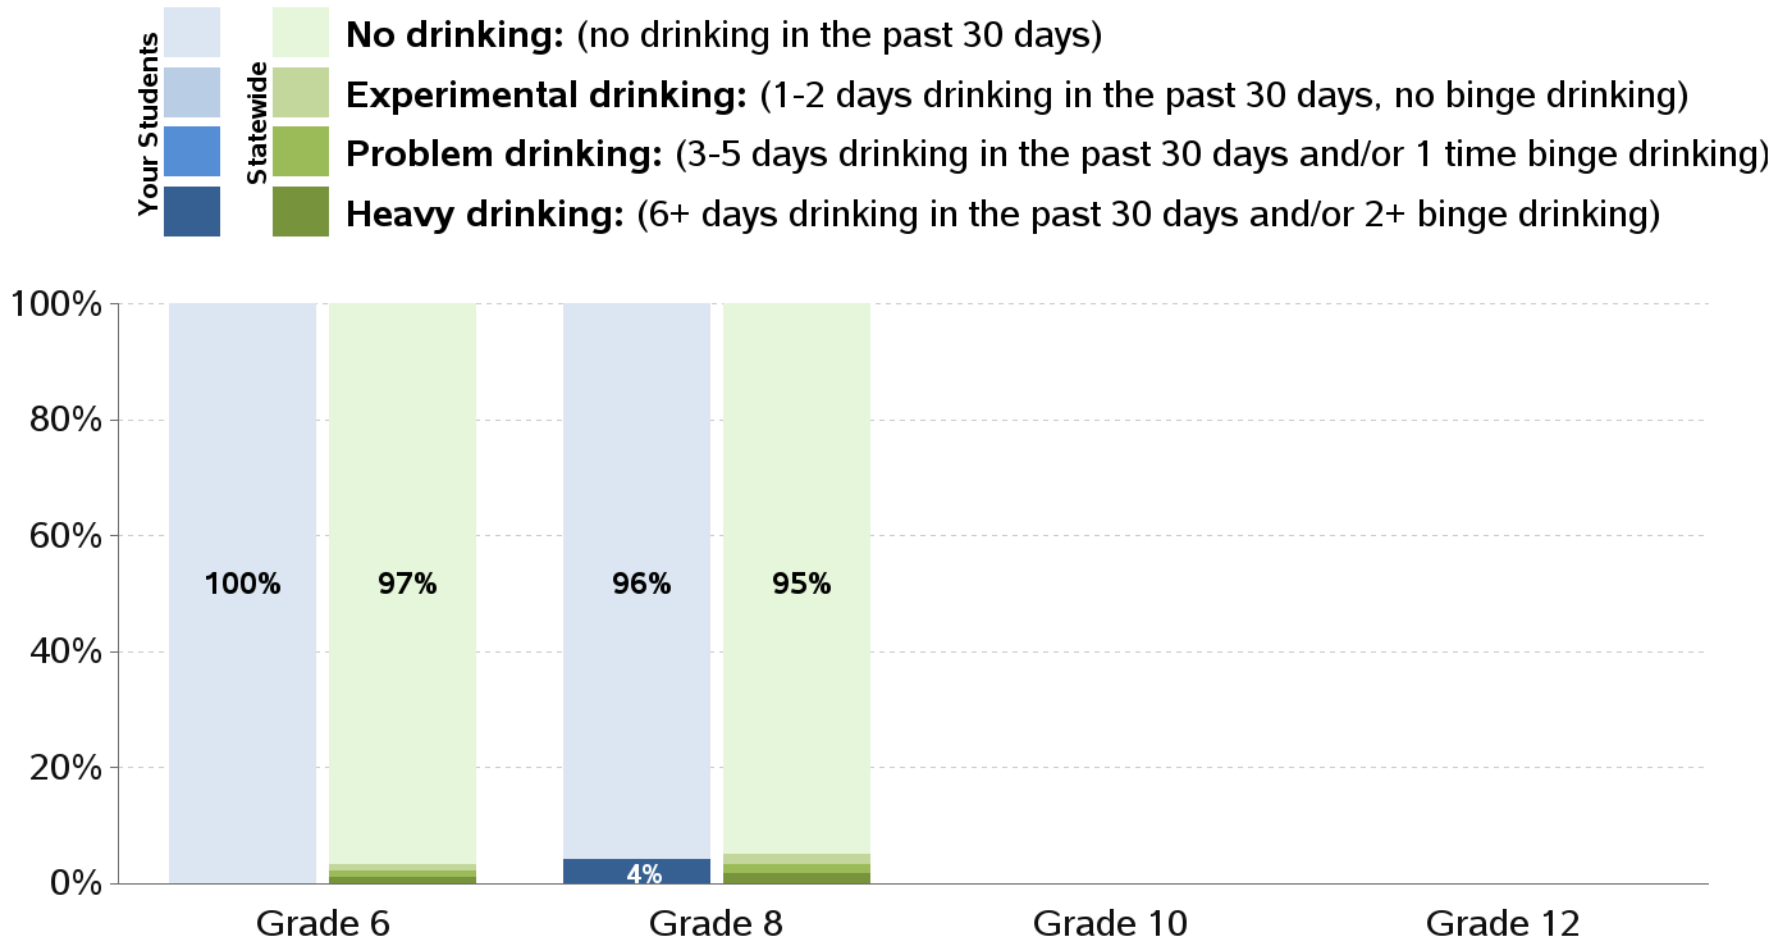 Your Students
Statewide
No drinking: (no drinking in the past 30 days)
Experimental drinking: (1-2 days drinking in the past 30 days, no binge drinking)
Problem drinking: (3-5 days drinking in the past 30 days and/or 1 time binge drinking)
Heavy drinking: (6+ days drinking in the past 30 days and/or 2+ binge drinking)
100%
80%
60%
100% 97% 96% 95%
40%
20%
4%
0%
Grade 6 Grade 8 Grade 10 Grade 12